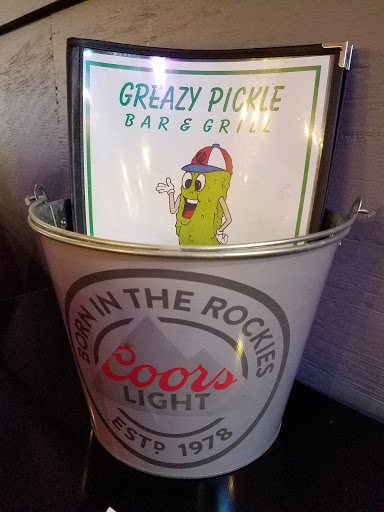 GREAZY PICKLE
BAR & GRILL
BORN IN THE ROCKIES
Coors
LIGHT
ESTD 1978